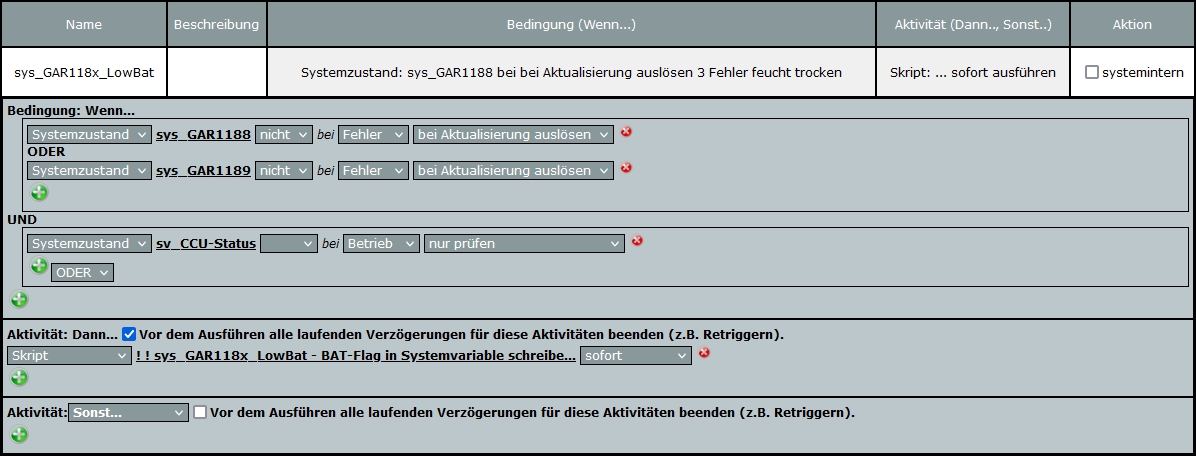 Name Beschreibung Bedingung (Wenn...) Aktivität (Dann.., Sonst..) Aktion
sys_GAR118x_LowBat Systemzustand: sys_GAR1188 bei bei Aktualisierung auslösen 3 Fehler feucht trocken Skript: ... sofort ausführen systemintern
Bedingung: Wenn...
Systemzustand sys_GAR1188 nicht bei Fehler bei Aktualisierung auslösen
ODER
Systemzustand sys_GAR1189 nicht bei Fehler bei Aktualisierung auslösen
UND
Systemzustand sv_CCU-Status bei Betrieb nur prüfen
ODER
Aktivität: Dann... Vor dem Ausführen alle laufenden Verzögerungen für diese Aktivitäten beenden (z.B. Retriggern).
Skript ! ! sys_GAR118x_LowBat - BAT-Flag in Systemvariable schreibe... sofort
Aktivität: Sonst... Vor dem Ausführen alle laufenden Verzögerungen für diese Aktivitäten beenden (z.B. Retriggern).